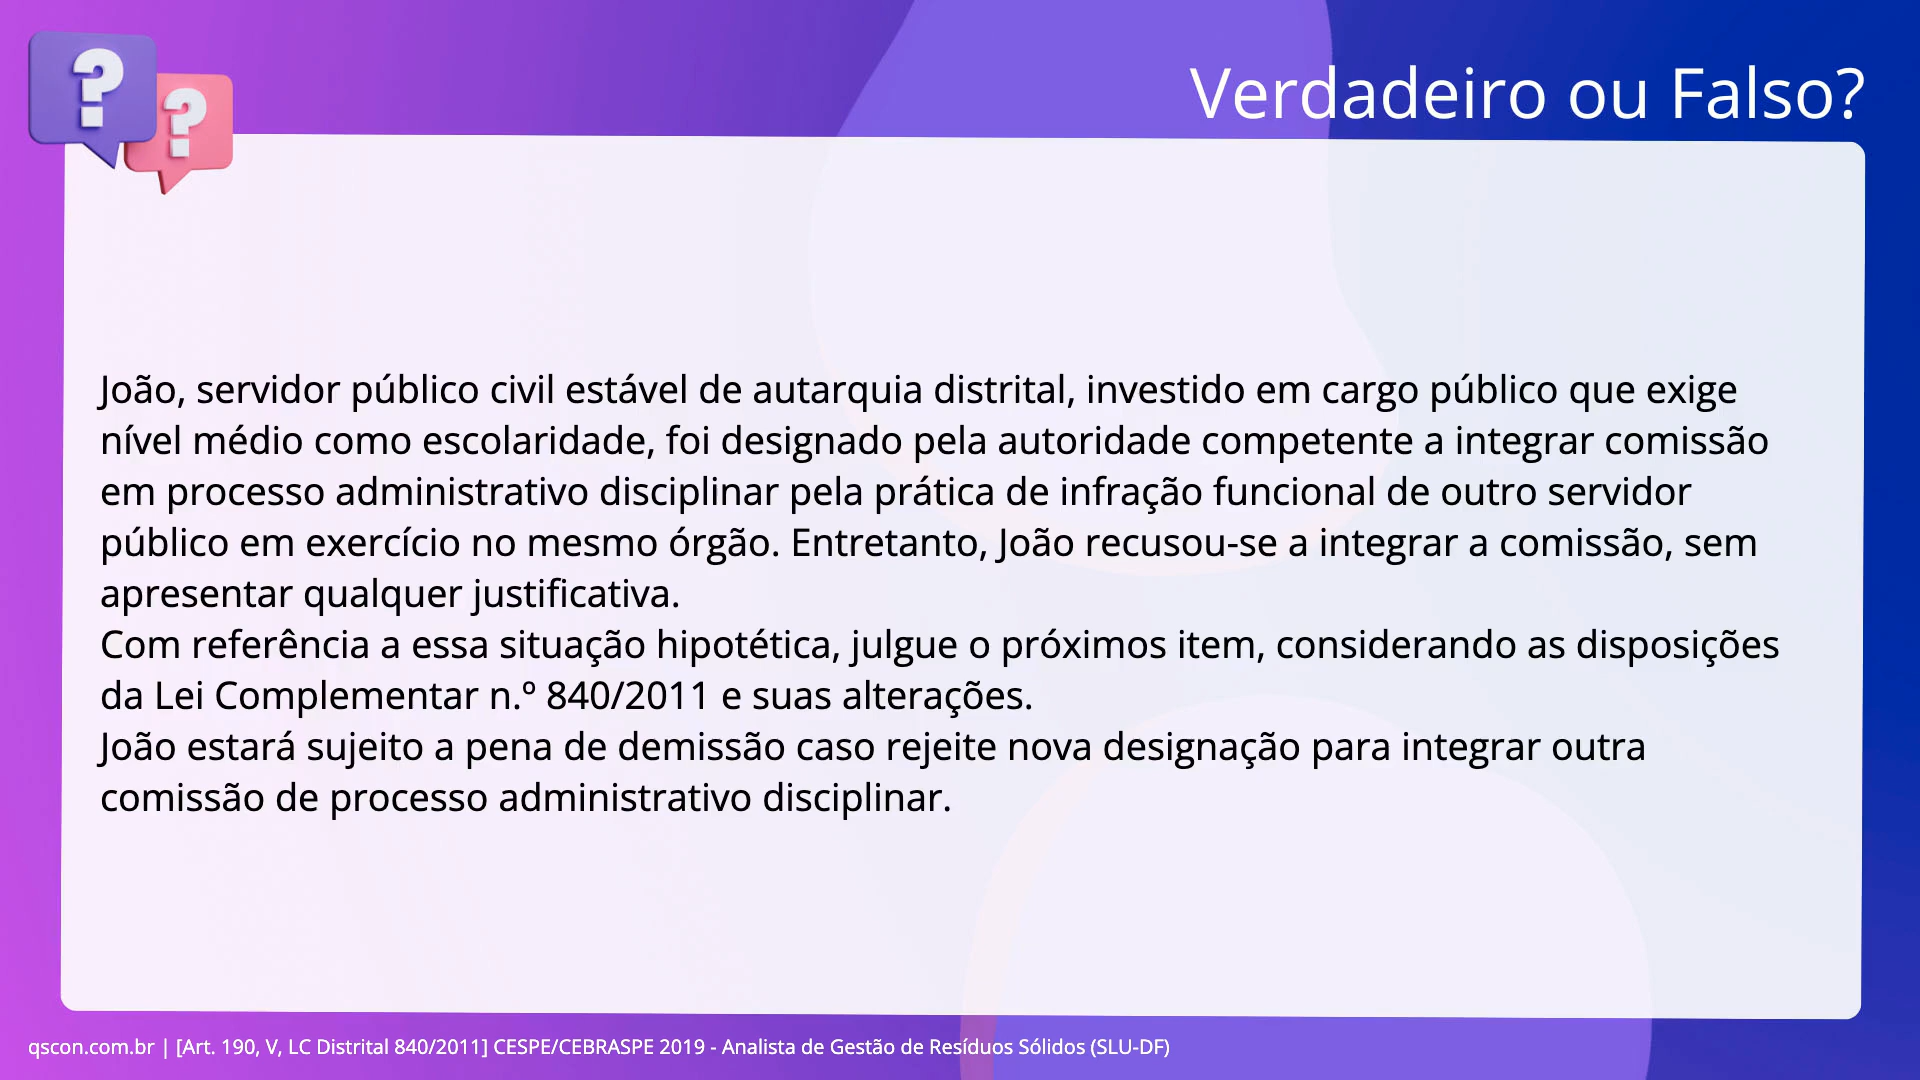 Verdadeiro ou Falso?
João, servidor público civil estável de autarquia distrital, investido em cargo público que exige
nível médio como escolaridade, foi designado pela autoridade competente a integrar comissão
em processo administrativo disciplinar pela prática de infração funcional de outro servidor
público em exercício no mesmo órgão. Entretanto, João recusou-se a integrar a comissão, sem
apresentar qualquer justificativa.
Com referência a essa situação hipotética, julgue o próximos item, considerando as disposições
da Lei Complementar n.º 840/2011 e suas alterações.
João estará sujeito a pena de demissão caso rejeite nova designação para integrar outra
comissão de processo administrativo disciplinar.
qscon.com.br | [Art. 190, V, LC Distrital 840/2011] CESPE/CEBRASPE 2019 - Analista de Gestão de Resíduos Sólidos (SLU-DF)